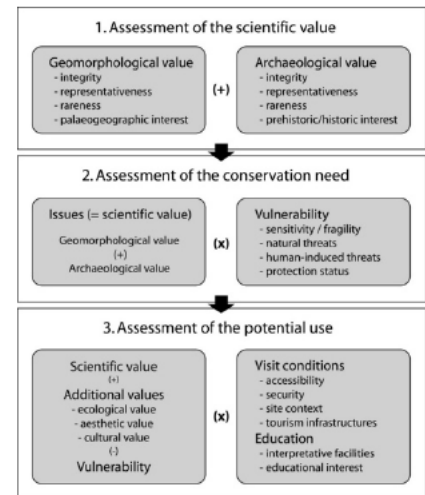 1. Assessment of the scientific value
Geomorphological value
- integrity
- representativeness
- rareness
- palaeogeographic interest
(+)
Archaeological value
- integrity
- representativeness
- rareness
- prehistoric/historic interest
2. Assessment of the conservation need
Issues (= scientific value)
Geomorphological value
(+)
Archaeological value
(x)
Vulnerability
- sensitivity / fragility
- natural threats
- human-induced threats
- protection status
3. Assessment of the potential use
Scientific value
(+)
Additional values
- ecological value
- aesthetic value
- cultural value
(-)
Vulnerability
(x)
Visit conditions
- accessibility
- security
- site context
- tourism infrastructures
Education
- interpretative facilities
- educational interest